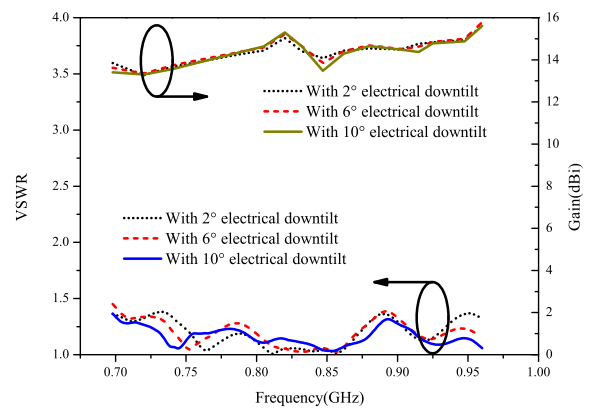 4.0
3.5
3.0
2.5
2.0
1.5
1.0
VSWR
16
14
12
10
8
6
4
2
0
Gain(dBi)
With 2° electrical downtilt
With 6° electrical downtilt
With 10° electrical downtilt
With 2° electrical downtilt
With 6° electrical downtilt
With 10° electrical downtilt
0.70 0.75 0.80 0.85 0.90 0.95 1.00
Frequency(GHz)